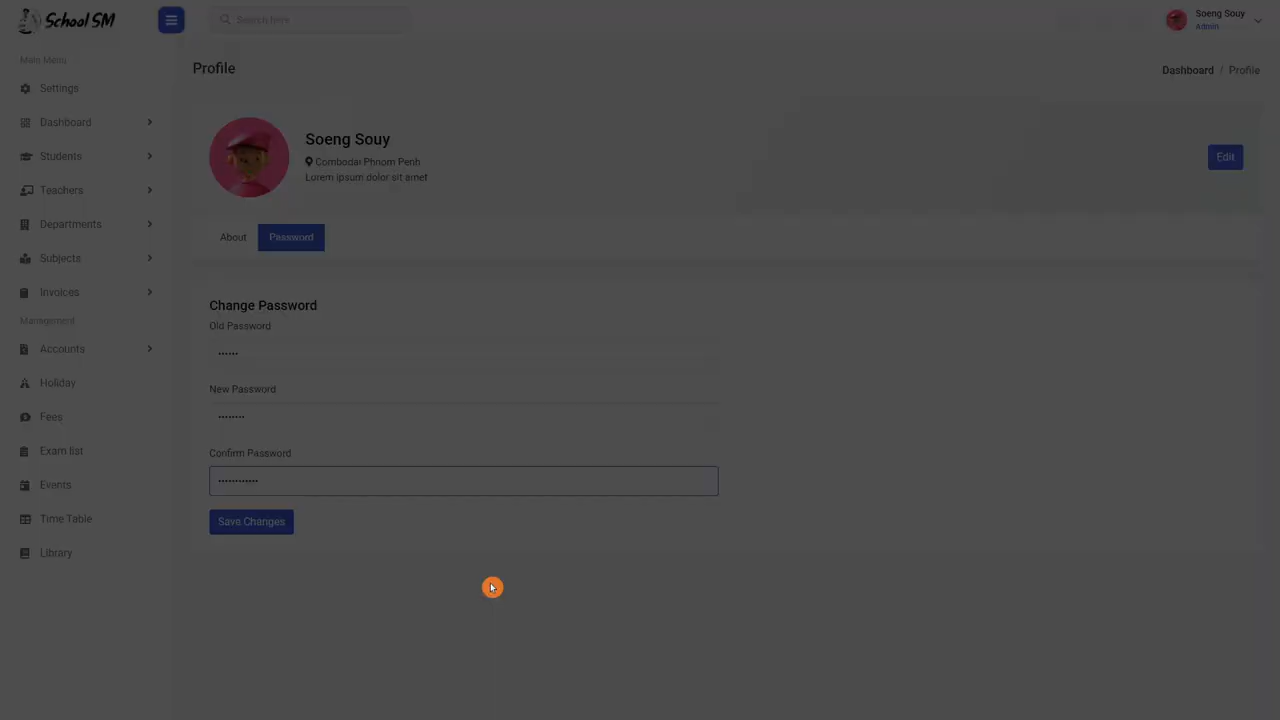 School SM
Search here
Soeng Souy
Admin
Main Menu
Settings
Dashboard
Students
Teachers
Departments
Subjects
Invoices
Management
Accounts
Holiday
Fees
Exam list
Events
Time Table
Library
Profile
Dashboard / Profile
Soeng Souy
Combodai Phnom Penh
Lorem ipsum dolor sit amet
Edit
About
Password
Change Password
Old Password
••••••
New Password
••••••••
Confirm Password
••••••••••••
Save Changes